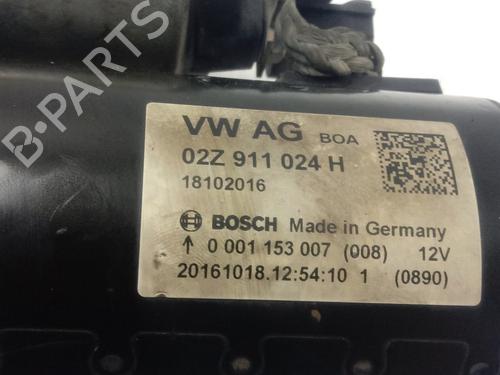 VW AG BOA
02Z 911 024 H
18102016
BOSCH Made in Germany
↑ 0 001 153 007 (008) 12V
20161018.12:54:10 1 (0890)